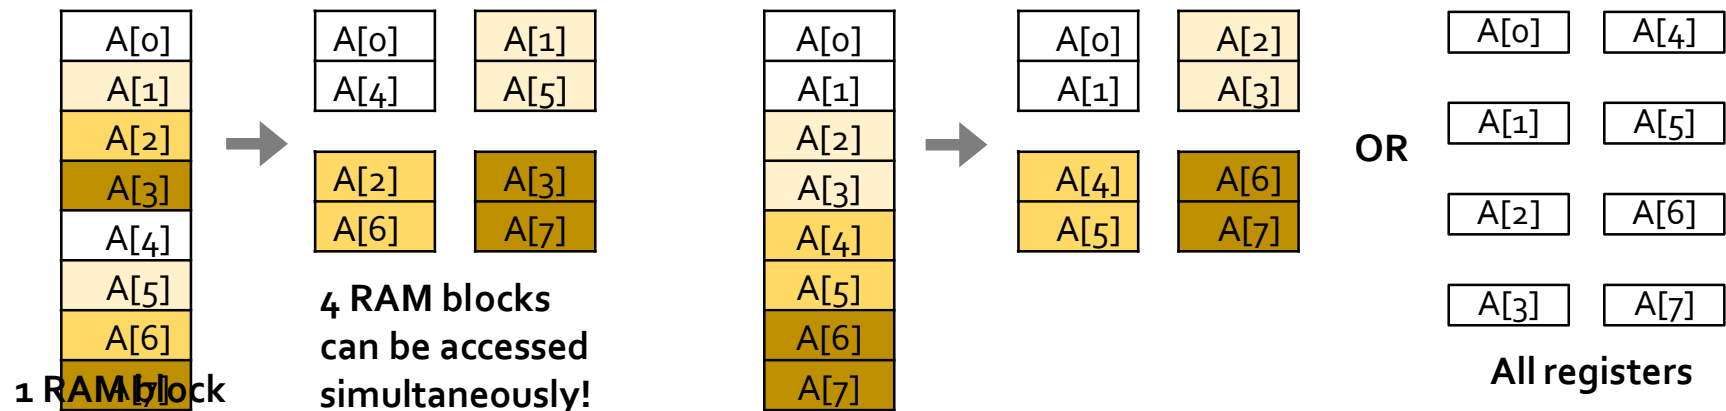 A[0]
A[1]
A[2]
A[3]
A[4]
A[5]
A[6]
A[7]
1 RAM block
A[0]
A[4]
A[1]
A[5]
A[2]
A[6]
A[3]
A[7]
4 RAM blocks
can be accessed
simultaneously!
A[0]
A[1]
A[2]
A[3]
A[4]
A[5]
A[6]
A[7]
A[0]
A[1]
A[2]
A[3]
A[4]
A[5]
A[6]
A[7]
OR
A[0]
A[4]
A[1]
A[5]
A[2]
A[6]
A[3]
A[7]
All registers